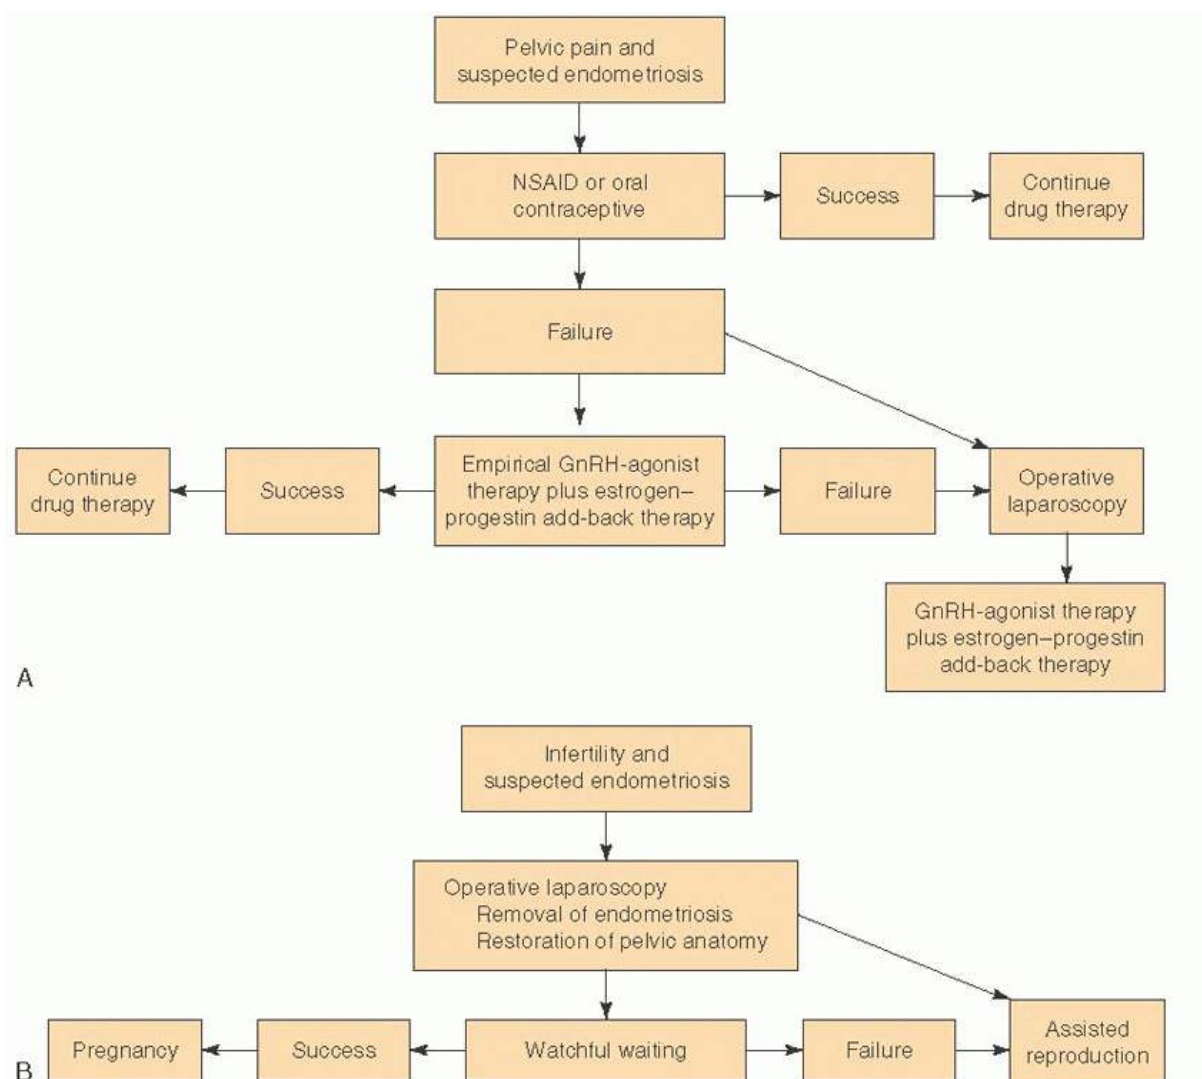 Pelvic pain and
suspected endometriosis
NSAID or oral
contraceptive
Success
Continue
drug therapy
Failure
Continue
drug therapy
Success
Empirical GnRH-agonist
therapy plus estrogen–
progestin add-back therapy
Failure
Operative
laparoscopy
GnRH-agonist therapy
plus estrogen–progestin
add-back therapy
A
Infertility and
suspected endometriosis
Operative laparoscopy
Removal of endometriosis
Restoration of pelvic anatomy
Pregnancy
Success
Watchful waiting
Failure
Assisted
reproduction
B